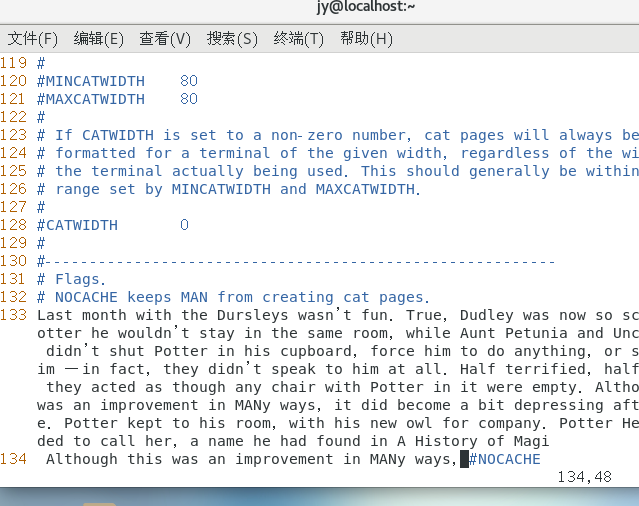 jy@localhost:~
文件(F) 编辑(E) 查看(V) 搜索(S) 终端(T) 帮助(H)
119 #
120 #MINCATWIDTH    80
121 #MAXCATWIDTH    80
122 #
123 # If CATWIDTH is set to a non-zero number, cat pages will always be
124 # formatted for a terminal of the given width, regardless of the wi
125 # the terminal actually being used. This should generally be within
126 # range set by MINCATWIDTH and MAXCATWIDTH.
127 #
128 #CATWIDTH       0
129 #
130 #---------------------------------------------------------
131 # Flags.
132 # NOCACHE keeps MAN from creating cat pages.
133 Last month with the Dursleys wasn't fun. True, Dudley was now so sc
otter he wouldn't stay in the same room, while Aunt Petunia and Unc
didn't shut Potter in his cupboard, force him to do anything, or s
im —in fact, they didn't speak to him at all. Half terrified, half
they acted as though any chair with Potter in it were empty. Altho
was an improvement in MANy ways, it did become a bit depressing aft
e. Potter kept to his room, with his new owl for company. Potter He
ded to call her, a name he had found in A History of Magi
134  Although this was an improvement in MANy ways, #NOCACHE
134,48